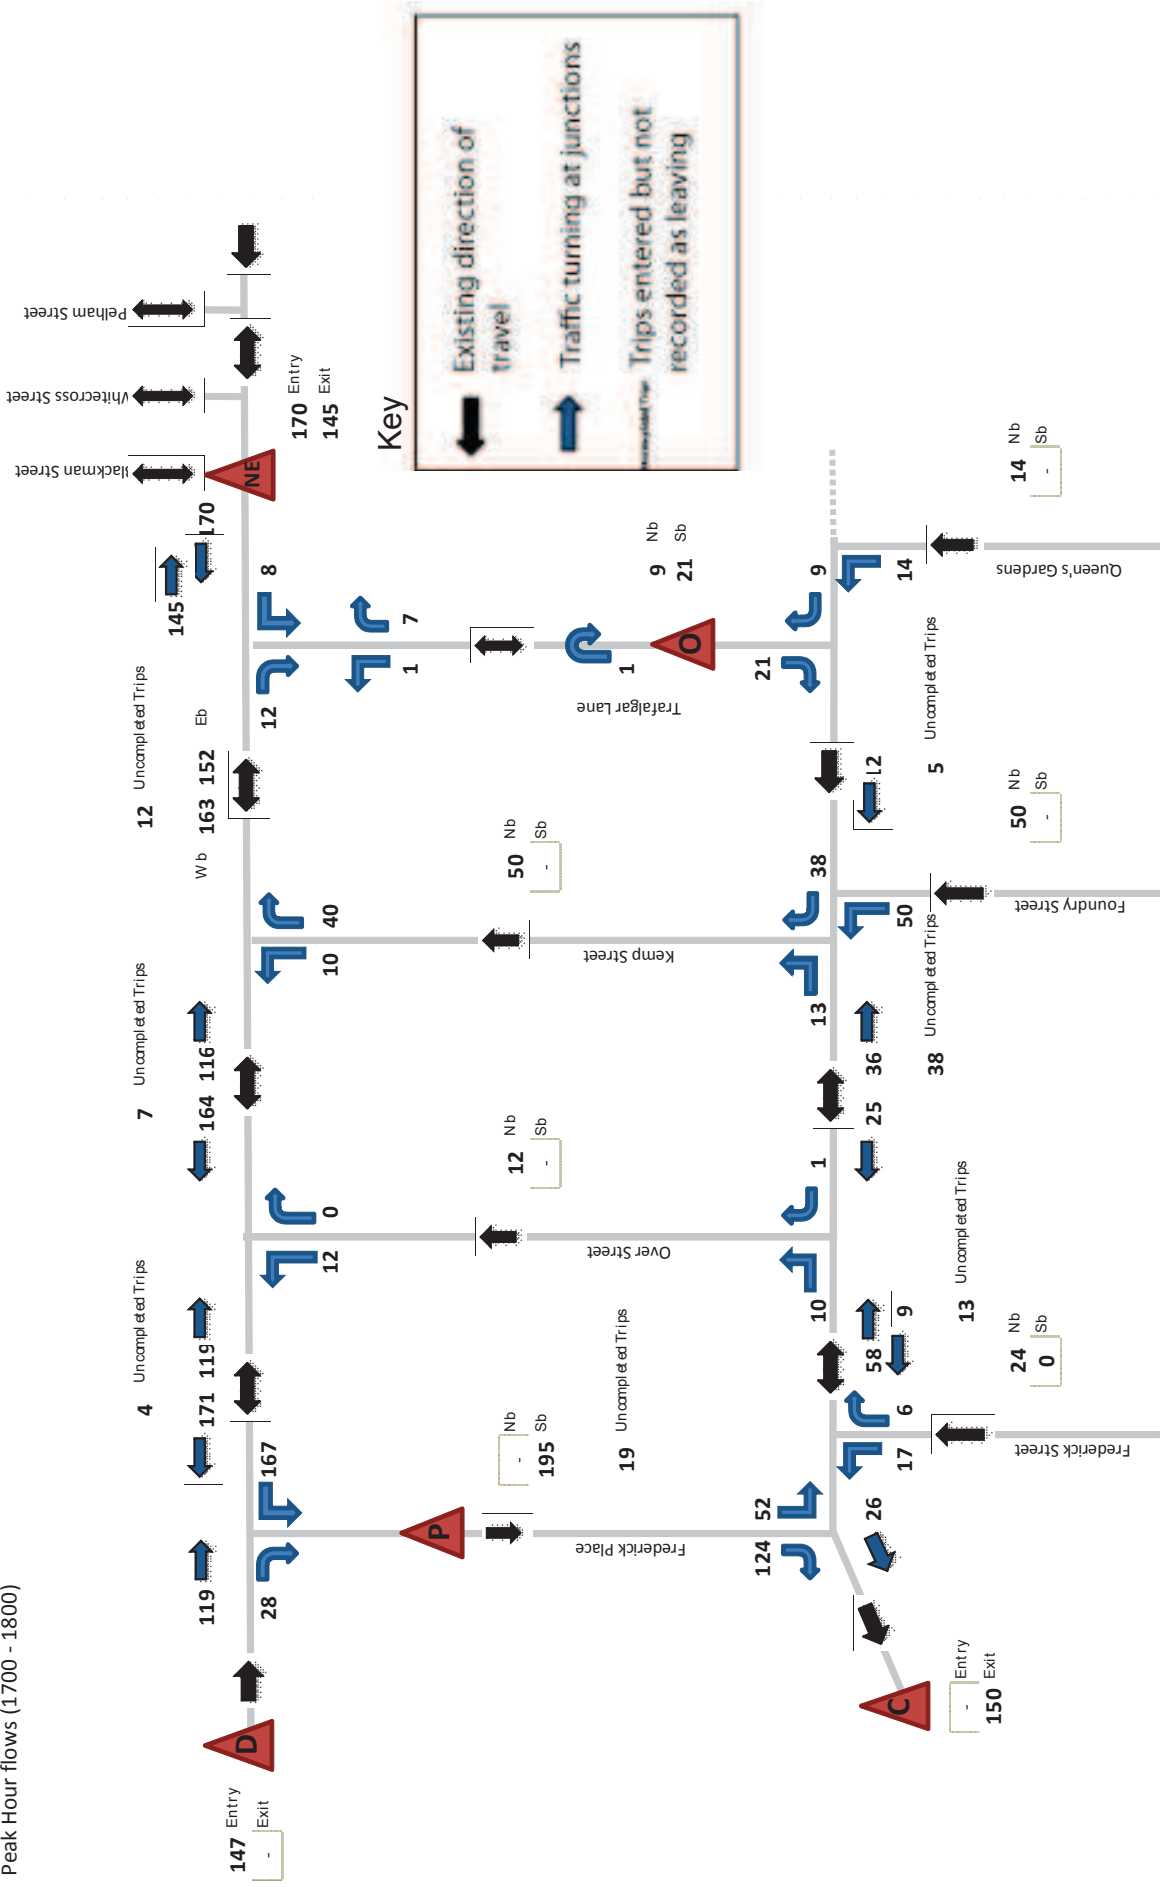 Peak Hour flows (1700 - 1800)
147 Entry
- Exit
D
119
28
167
4 Uncompleted Trips
171 119
12
0
7 Uncompleted Trips
164 116
10
40
12 Uncompleted Trips
Wb 163 152 Eb
12
8
1
7
145
170
NE
170 Entry
145 Exit
Whitecross Street
Pelham Street
P
- Nb
195 Sb
19 Uncompleted Trips
Frederick Place
12 Nb
- Sb
Over Street
50 Nb
- Sb
Kemp Street
1
O
9 Nb
21 Sb
Trafalgar Lane
124
52
10
1
13
38
21
9
26
17
6
58
9
25 36
50
12
14
C
- Entry
150 Exit
13 Uncompleted Trips
38 Uncompleted Trips
5 Uncompleted Trips
24 Nb
0 Sb
Frederick Street
50 Nb
- Sb
Foundry Street
14 Nb
- Sb
Queen's Gardens
Key
Existing direction of
travel
Traffic turning at junctions
Trips entered but not
recorded as leaving